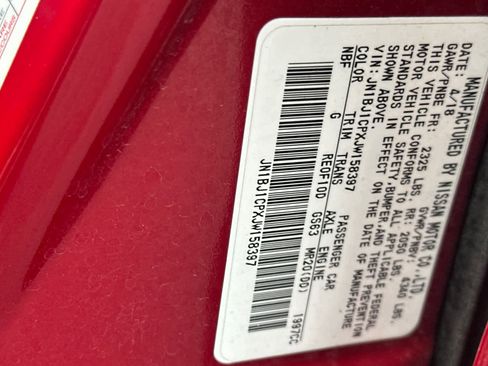 MANUFACTURED BY NISSAN MOTOR CO.,LTD.
DATE: 4/18 GVWR/PNBV: 4340 LBS.
GAWR/PNBE FR: 2325 LBS. RR: 2050 LBS.
THIS MOTOR VEHICLE CONFORMS TO ALL APPLICABLE FEDERAL
MOTOR VEHICLE SAFETY,BUMPER,AND THEFT PREVENTION
STANDARDS IN EFFECT ON THE DATE OF MANUFACTURE
SHOWN ABOVE.
VIN:JN1BJ1CPXJW158397 PASSENGER CAR
COLOR TRIM TRANS AXLE ENGINE
NBF G RE0F10D GS63 MR20(DD) 1997CC
JN1BJ1CPXJW158397